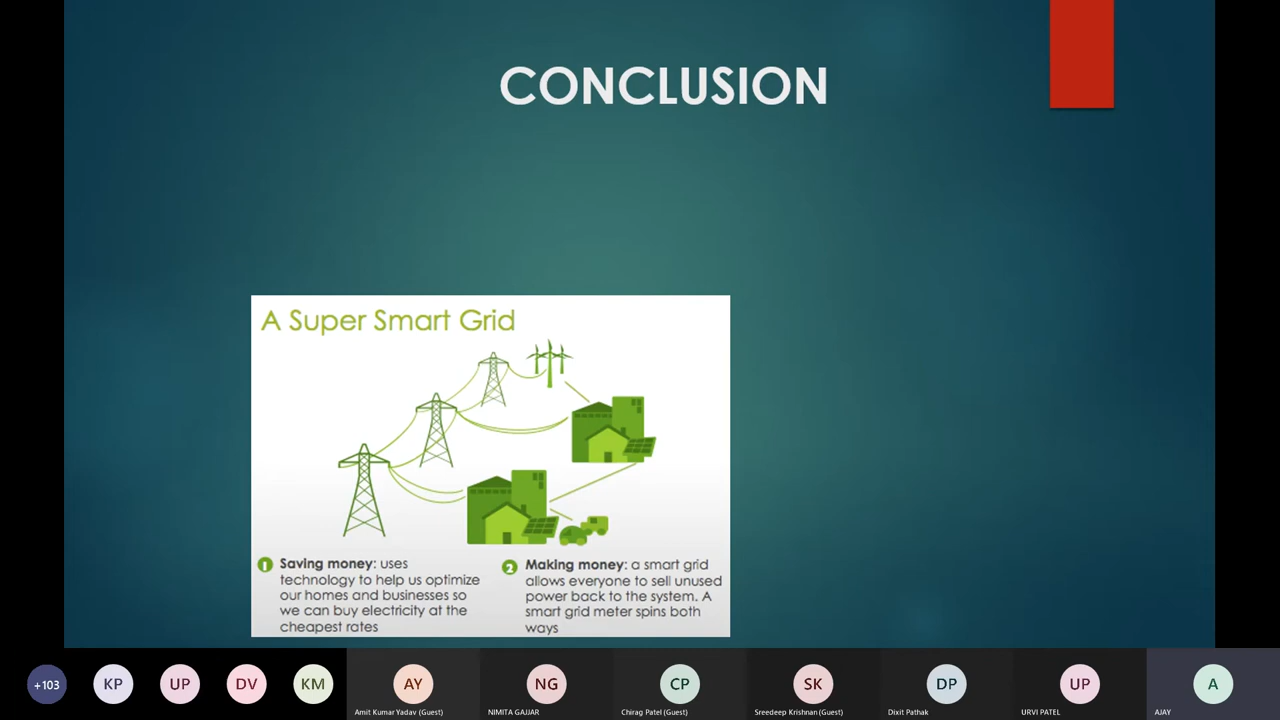 CONCLUSION
A Super Smart Grid
1 Saving money: uses
technology to help us optimize
our homes and businesses so
we can buy electricity at the
cheapest rates
2 Making money: a smart grid
allows everyone to sell unused
power back to the system. A
smart grid meter spins both
ways
+103
KP
UP
DV
KM
AY
Amit Kumar Yadav (Guest)
NG
NIMITA GAJJAR
CP
Chirag Patel (Guest)
SK
Sreedeep Krishnan (Guest)
DP
Dixit Pathak
UP
URVI PATEL
A
AJAY